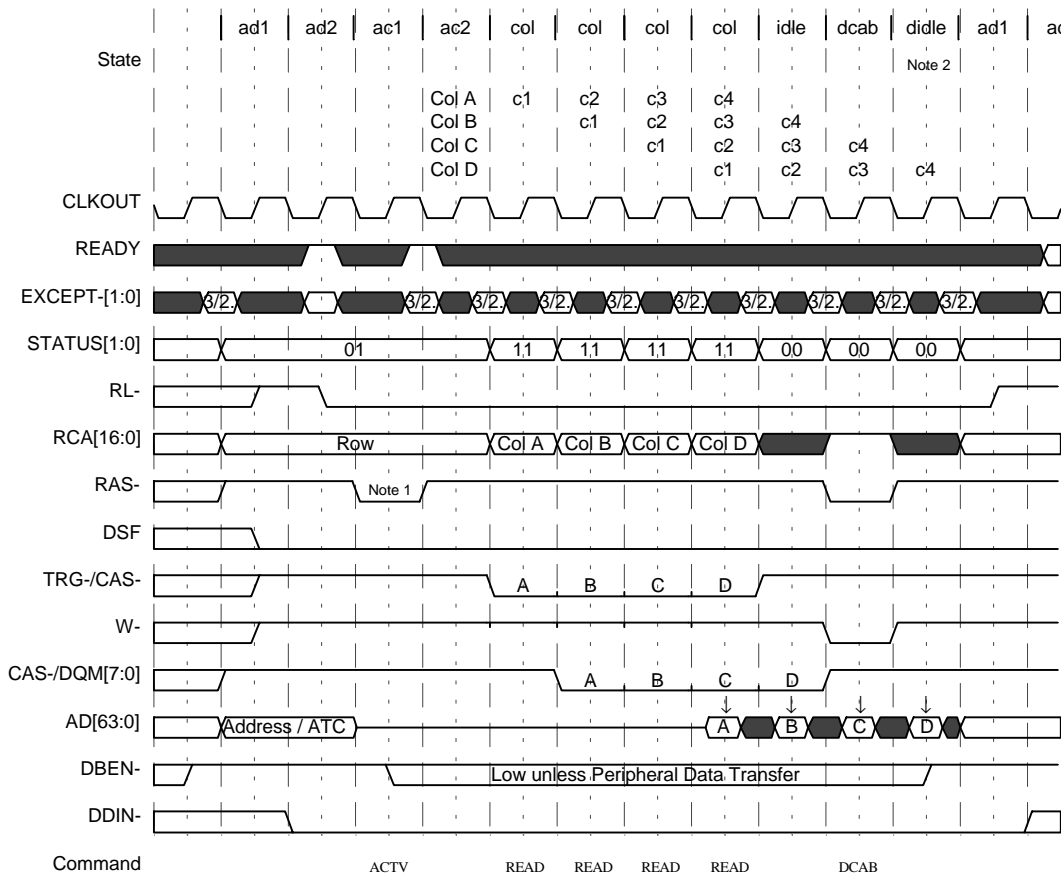 ad1 ad2 ac1 ac2 col col col col idle dcab didle ad1 ad
State Note 2
Col A c1 c2 c3 c4
Col B c1 c2 c3 c4
Col C c1 c2 c3 c4
Col D c1 c2 c3 c4
CLKOUT
READY
EXCEPT-[1:0] 3/2. 3/2. 3/2. 3/2. 3/2. 3/2. 3/2. 3/2. 3/2. 3/2.
STATUS[1:0] 01 11 11 11 11 00 00 00
RL-
RCA[16:0] Row Col A Col B Col C Col D
RAS- Note 1
DSF
TRG-/CAS- A B C D
W-
CAS-/DQM[7:0] A B C D
AD[63:0] Address / ATC A B C D
DBEN- Low unless Peripheral Data Transfer
DDIN-
Command ACTV READ READ READ READ DCAB